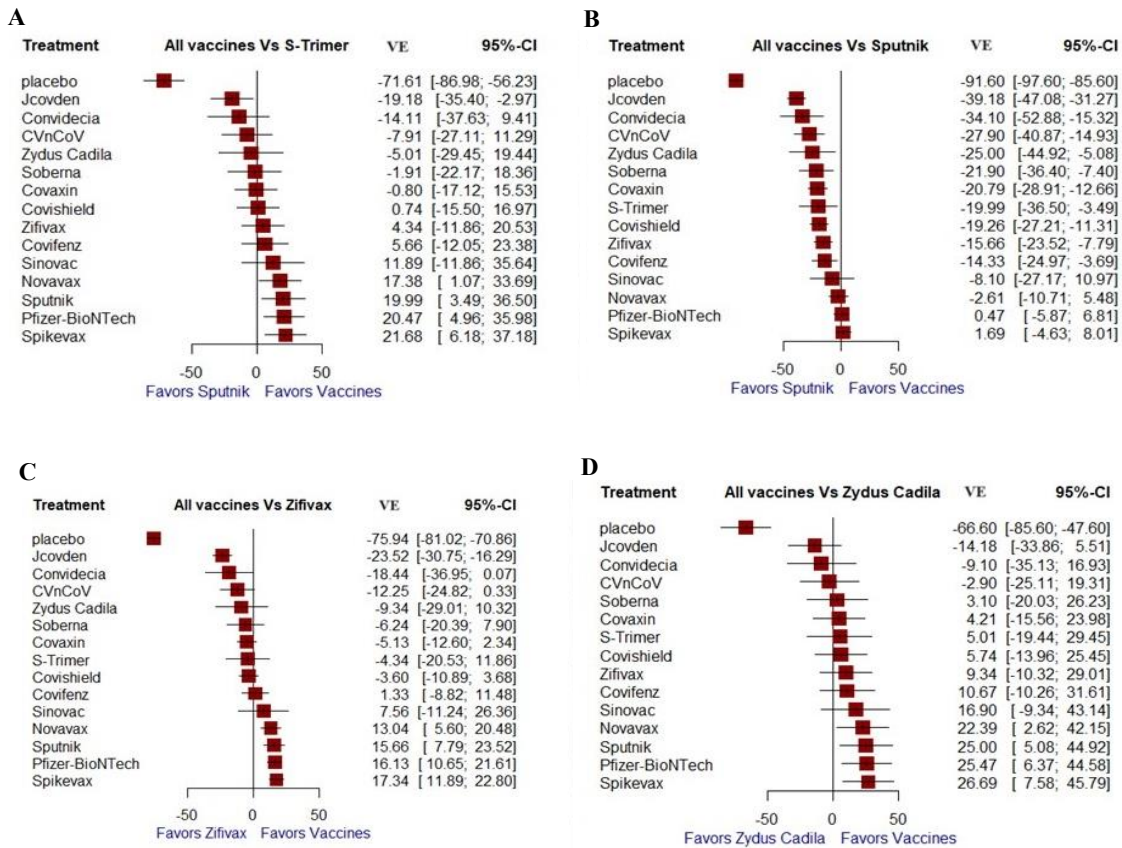 A
Treatment All vaccines Vs S-Trimer VE 95%-CI
placebo -71.61 [-86.98; -56.23]
Jcovden -19.18 [-35.40; -2.97]
Convidecia -14.11 [-37.63; 9.41]
CVnCoV -7.91 [-27.11; 11.29]
Zydus Cadila -5.01 [-29.45; 19.44]
Soberna -1.91 [-22.17; 18.36]
Covaxin -0.80 [-17.12; 15.53]
Covishield 0.74 [-15.50; 16.97]
Zifivax 4.34 [-11.86; 20.53]
Covifenz 5.66 [-12.05; 23.38]
Sinovac 11.89 [-11.86; 35.64]
Novavax 17.38 [ 1.07; 33.69]
Sputnik 19.99 [ 3.49; 36.50]
Pfizer-BioNTech 20.47 [ 4.96; 35.98]
Spikevax 21.68 [ 6.18; 37.18]
-50 0 50
Favors Sputnik Favors Vaccines
B
Treatment All vaccines Vs Sputnik VE 95%-CI
placebo -91.60 [-97.60; -85.60]
Jcovden -39.18 [-47.08; -31.27]
Convidecia -34.10 [-52.88; -15.32]
CVnCoV -27.90 [-40.87; -14.93]
Zydus Cadila -25.00 [-44.92; -5.08]
Soberna -21.90 [-36.40; -7.40]
Covaxin -20.79 [-28.91; -12.66]
S-Trimer -19.99 [-36.50; -3.49]
Covishield -19.26 [-27.21; -11.31]
Zifivax -15.66 [-23.52; -7.79]
Covifenz -14.33 [-24.97; -3.69]
Sinovac -8.10 [-27.17; 10.97]
Novavax -2.61 [-10.71; 5.48]
Pfizer-BioNTech 0.47 [-5.87; 6.81]
Spikevax 1.69 [-4.63; 8.01]
-50 0 50
Favors Sputnik Favors Vaccines
C
Treatment All vaccines Vs Zifivax VE 95%-CI
placebo -75.94 [-81.02; -70.86]
Jcovden -23.52 [-30.75; -16.29]
Convidecia -18.44 [-36.95; 0.07]
CVnCoV -12.25 [-24.82; 0.33]
Zydus Cadila -9.34 [-29.01; 10.32]
Soberna -6.24 [-20.39; 7.90]
Covaxin -5.13 [-12.60; 2.34]
S-Trimer -4.34 [-20.53; 11.86]
Covishield -3.60 [-10.89; 3.68]
Covifenz 1.33 [-8.82; 11.48]
Sinovac 7.56 [-11.24; 26.36]
Novavax 13.04 [ 5.60; 20.48]
Sputnik 15.66 [ 7.79; 23.52]
Pfizer-BioNTech 16.13 [10.65; 21.61]
Spikevax 17.34 [11.89; 22.80]
-50 0 50
Favors Zifivax Favors Vaccines
D
Treatment All vaccines Vs Zydus Cadila VE 95%-CI
placebo -66.60 [-85.60; -47.60]
Jcovden -14.18 [-33.86; 5.51]
Convidecia -9.10 [-35.13; 16.93]
CVnCoV -2.90 [-25.11; 19.31]
Soberna 3.10 [-20.03; 26.23]
Covaxin 4.21 [-15.56; 23.98]
S-Trimer 5.01 [-19.44; 29.45]
Covishield 5.74 [-13.96; 25.45]
Zifivax 9.34 [-10.32; 29.01]
Covifenz 10.67 [-10.26; 31.61]
Sinovac 16.90 [-9.34; 43.14]
Novavax 22.39 [ 2.62; 42.15]
Sputnik 25.00 [ 5.08; 44.92]
Pfizer-BioNTech 25.47 [ 6.37; 44.58]
Spikevax 26.69 [ 7.58; 45.79]
-50 0 50
Favors Zydus Cadila Favors Vaccines